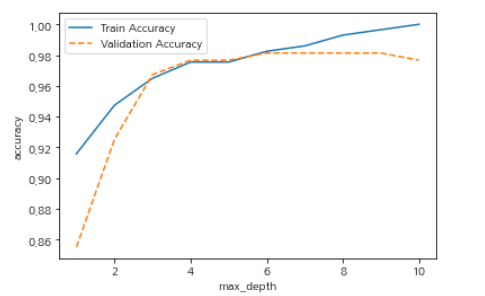 1.00
0.98
0.96
0.94
0.92
0.90
0.88
0.86
accuracy
Train Accuracy
Validation Accuracy
2 4 6 8 10
max_depth